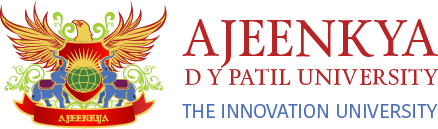 AJEENKYA
D Y PATIL UNIVERSITY
THE INNOVATION UNIVERSITY
AJEENKYA